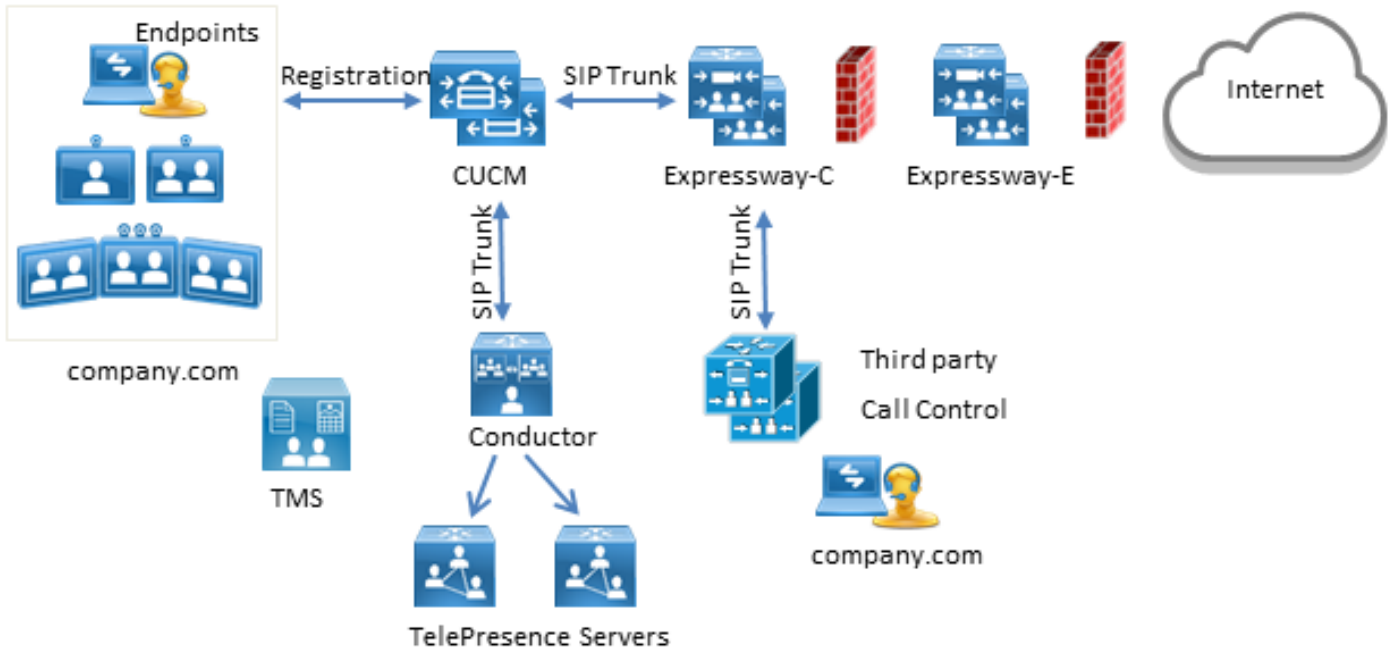 Endpoints
Registration
SIP Trunk
Internet
CUCM
Expressway-C
Expressway-E
SIP Trunk
SIP Trunk
company.com
Third party
Call Control
Conductor
TMS
company.com
TelePresence Servers